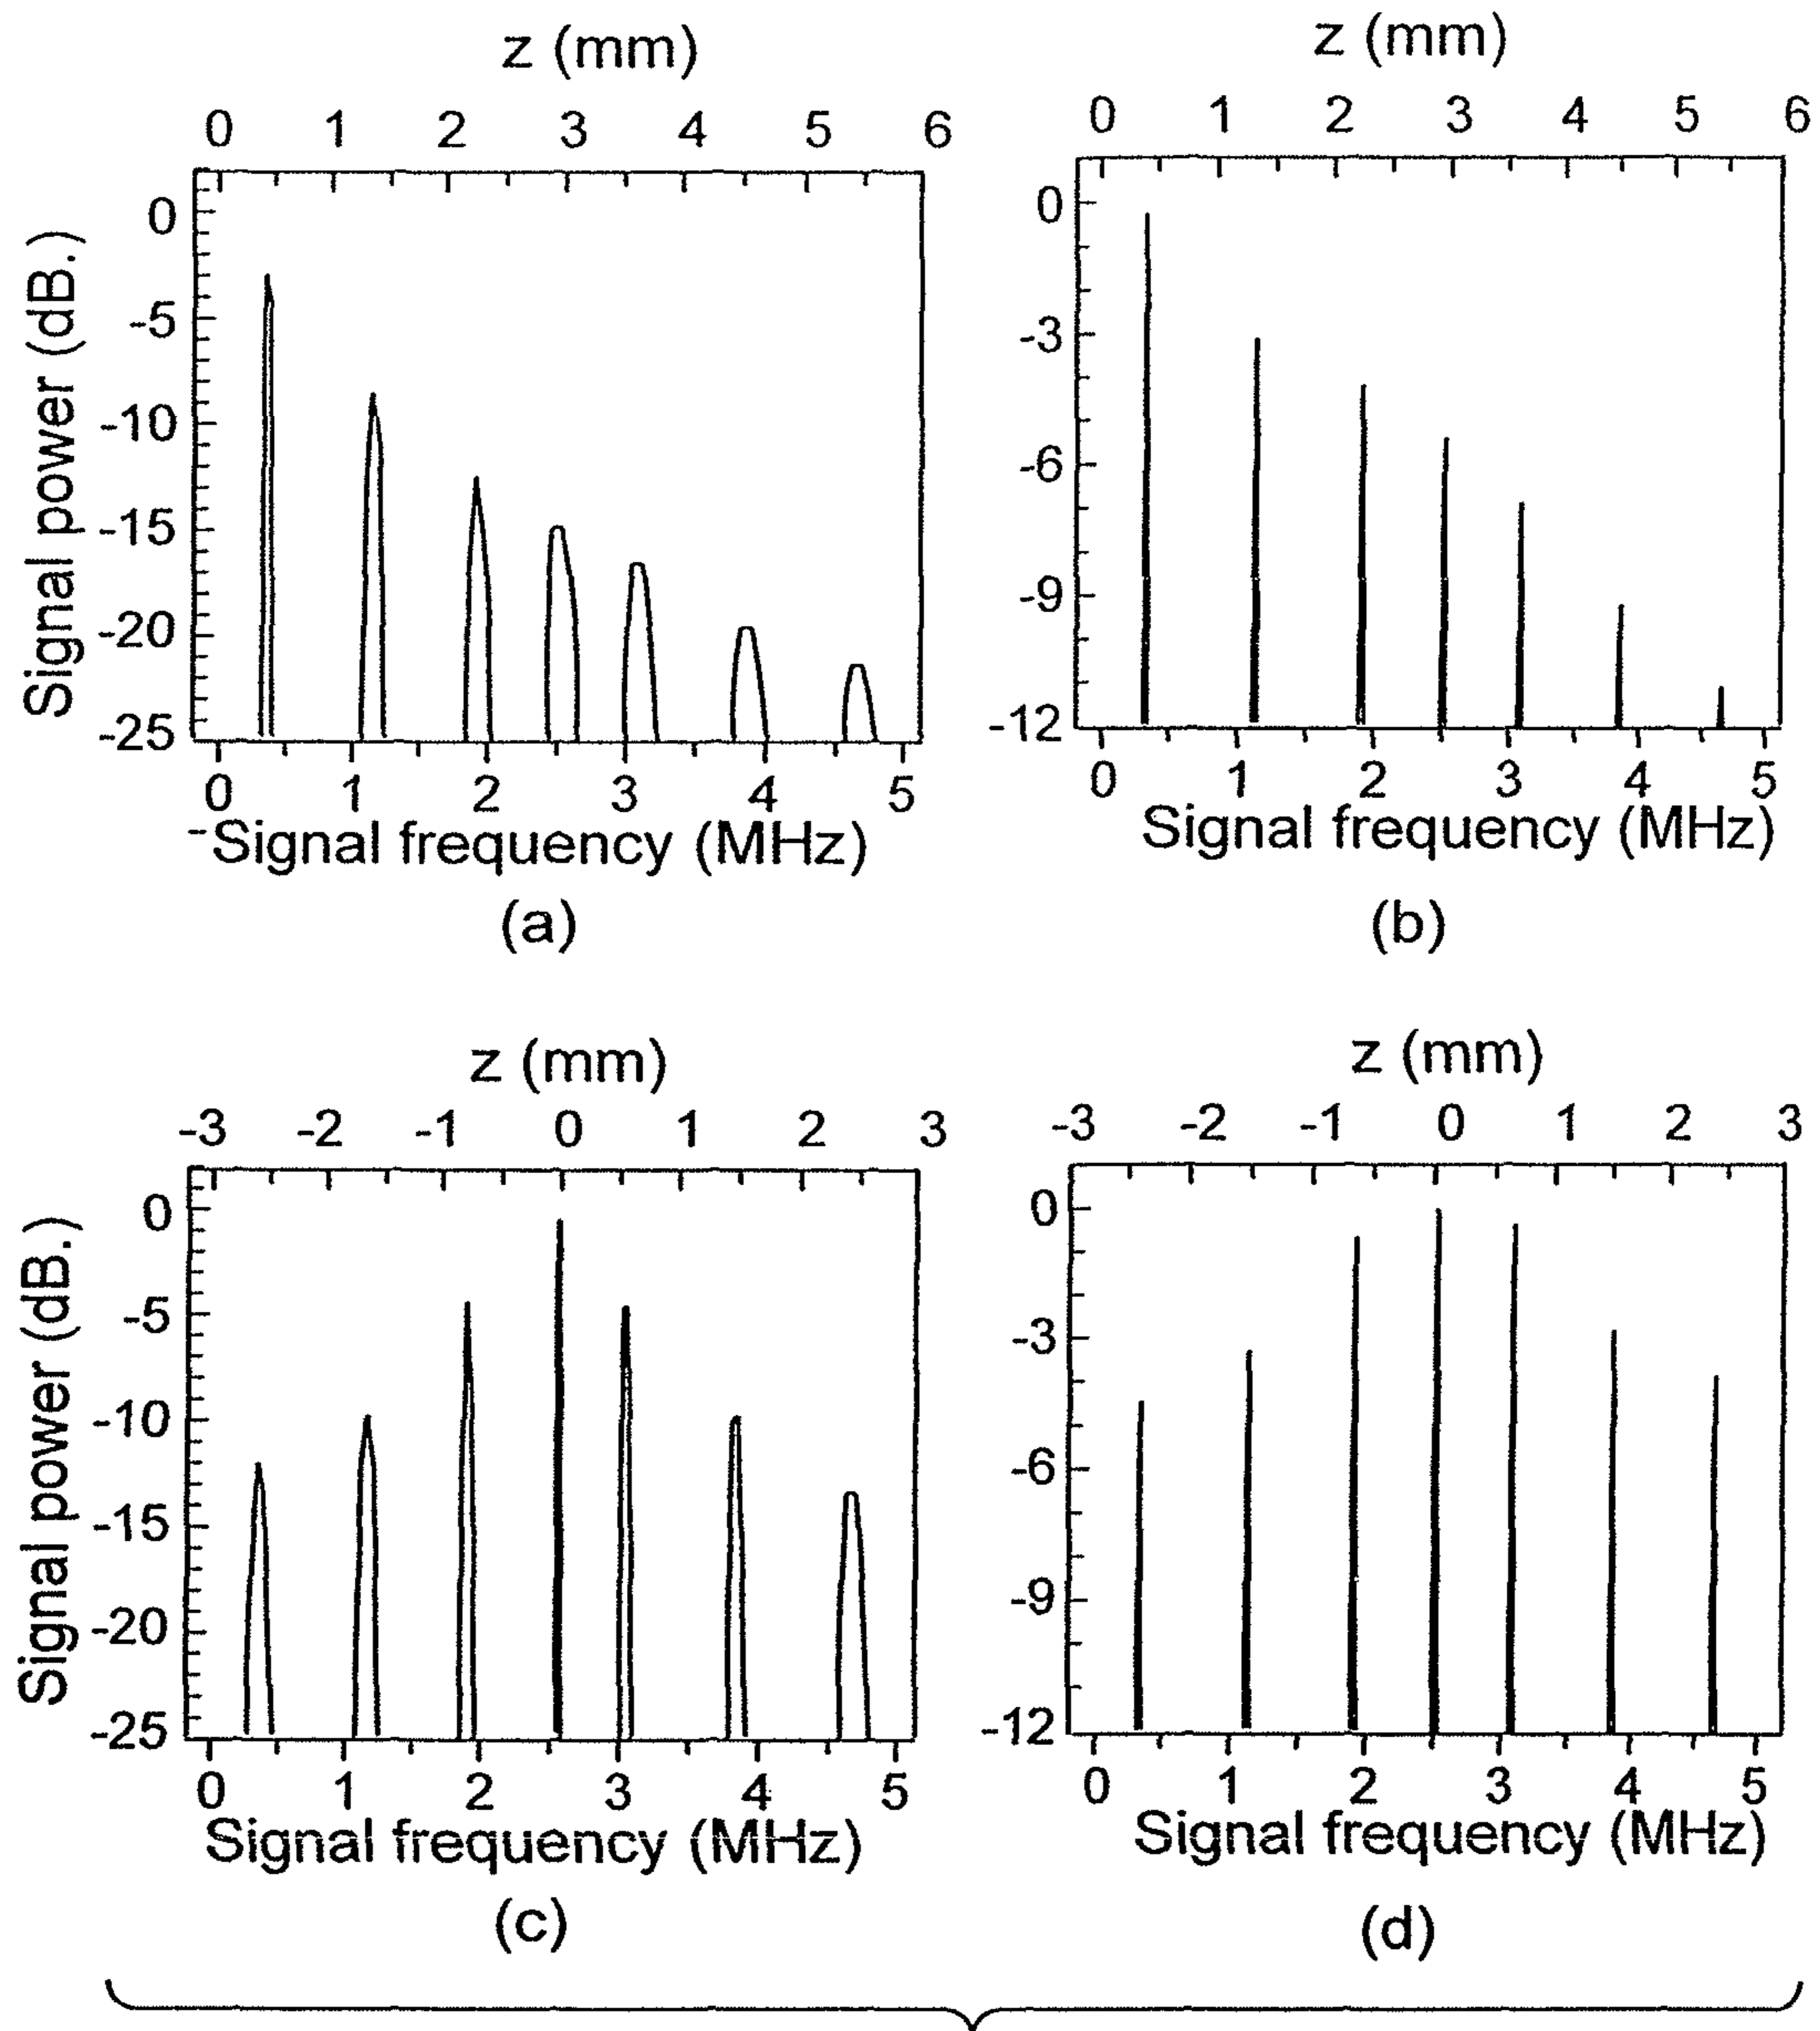 z (mm)
0 1 2 3 4 5 6
Signal power (dB.)
0
-5
-10
-15
-20
-25
0 1 2 3 4 5
-Signal frequency (MHz)
(a)
z (mm)
0 1 2 3 4 5 6
0
-3
-6
-9
-12
0 1 2 3 4 5
Signal frequency (MHz)
(b)
z (mm)
-3 -2 -1 0 1 2 3
Signal power (dB.)
0
-5
-10
-15
-20
-25
0 1 2 3 4 5
Signal frequency (MHz)
(c)
z (mm)
-3 -2 -1 0 1 2 3
0
-3
-6
-9
-12
0 1 2 3 4 5
Signal frequency (MHz)
(d)